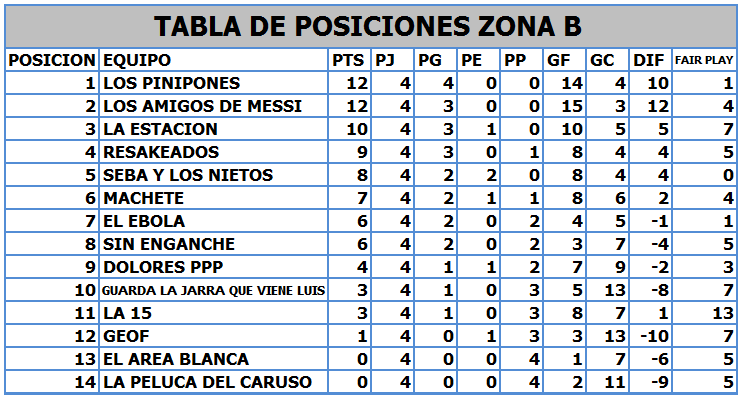 TABLA DE POSICIONES ZONA B
POSICION EQUIPO PTS PJ PG PE PP GF GC DIF FAIR PLAY
1 LOS PINIPONES 12 4 4 0 0 14 4 10 1
2 LOS AMIGOS DE MESSI 12 4 3 0 0 15 3 12 4
3 LA ESTACION 10 4 3 1 0 10 5 5 7
4 RESAKEADOS 9 4 3 0 1 8 4 4 5
5 SEBA Y LOS NIETOS 8 4 2 2 0 8 4 4 0
6 MACHETE 7 4 2 1 1 8 6 2 4
7 EL EBOLA 6 4 2 0 2 4 5 -1 1
8 SIN ENGANCHE 6 4 2 0 2 3 7 -4 5
9 DOLORES PPP 4 4 1 1 2 7 9 -2 3
10 GUARDA LA JARRA QUE VIENE LUIS 3 4 1 0 3 5 13 -8 7
11 LA 15 3 4 1 0 3 8 7 1 13
12 GEOF 1 4 0 1 3 3 13 -10 7
13 EL AREA BLANCA 0 4 0 0 4 1 7 -6 5
14 LA PELUCA DEL CARUSO 0 4 0 0 4 2 11 -9 5